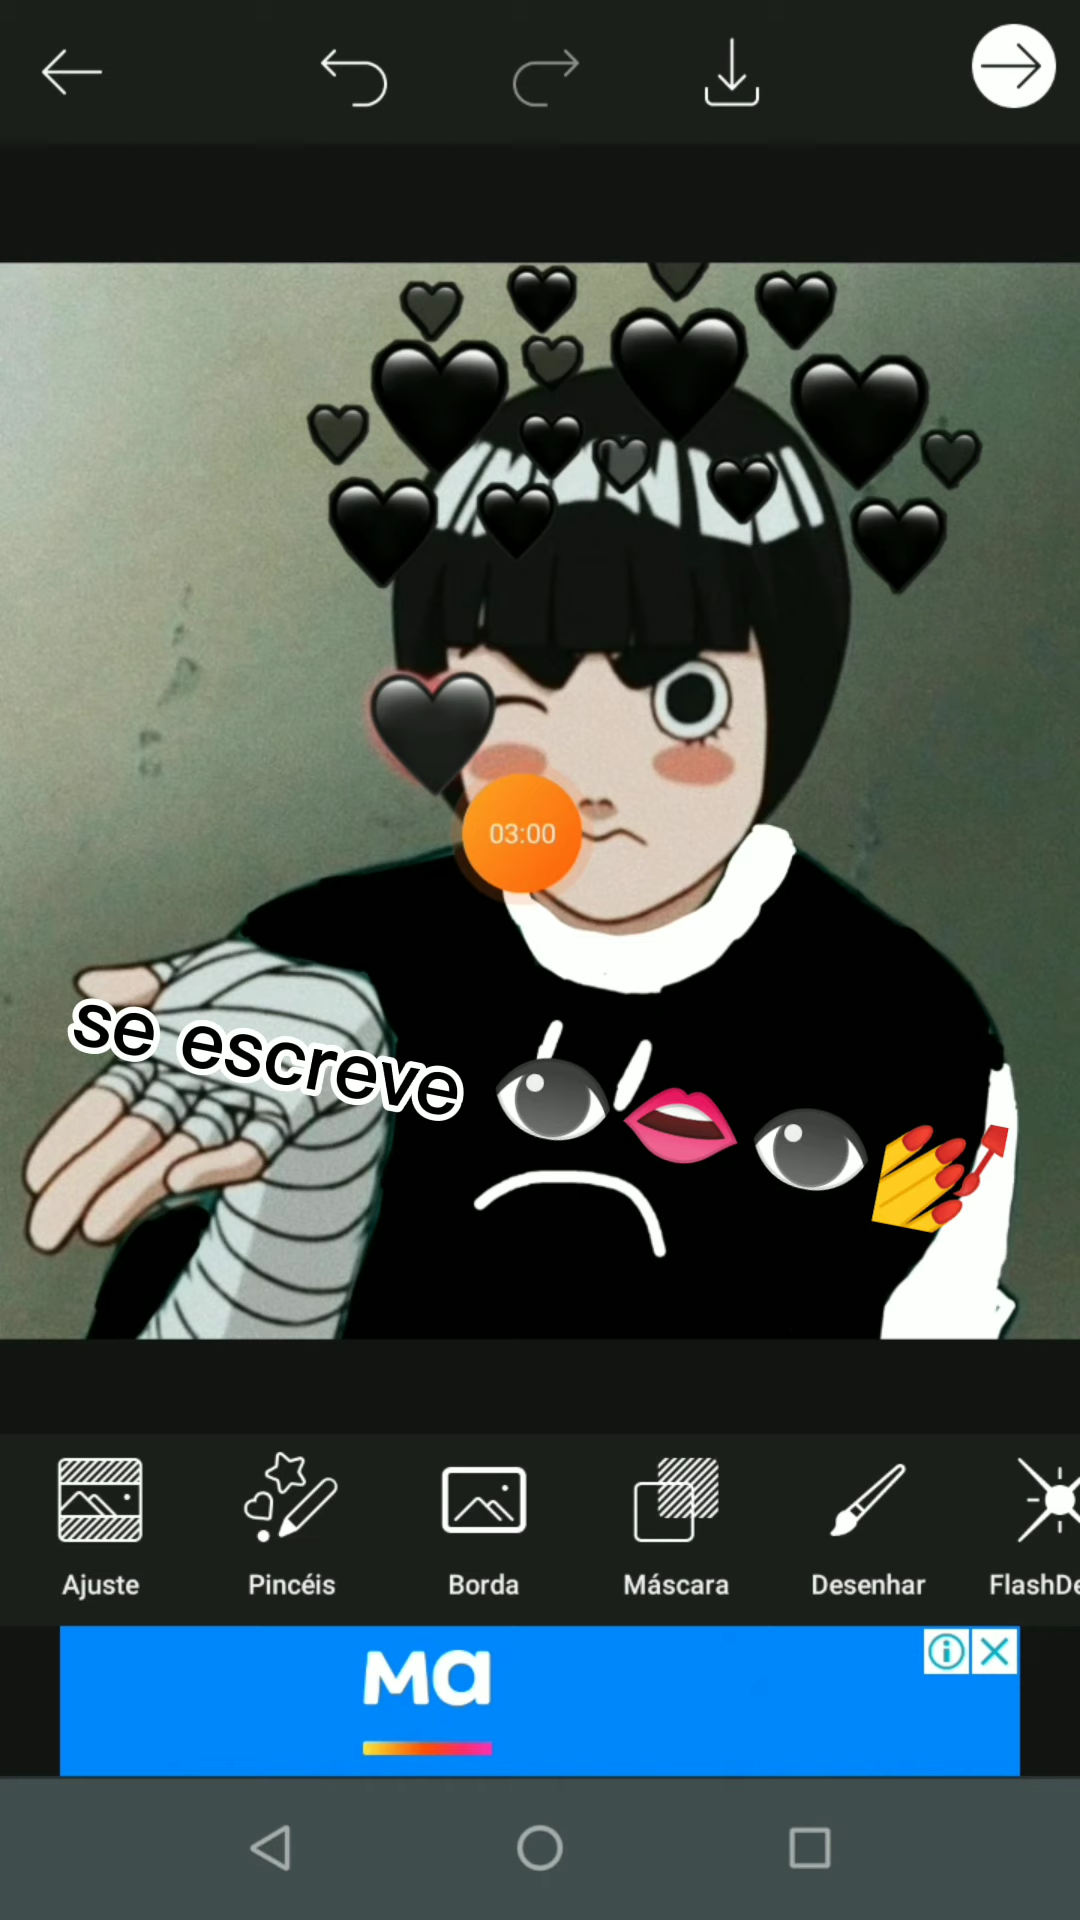 03:00
se escreve 👁️👄👁️💅
Ajuste
Pincéis
Borda
Máscara
Desenhar
FlashDe
Ma